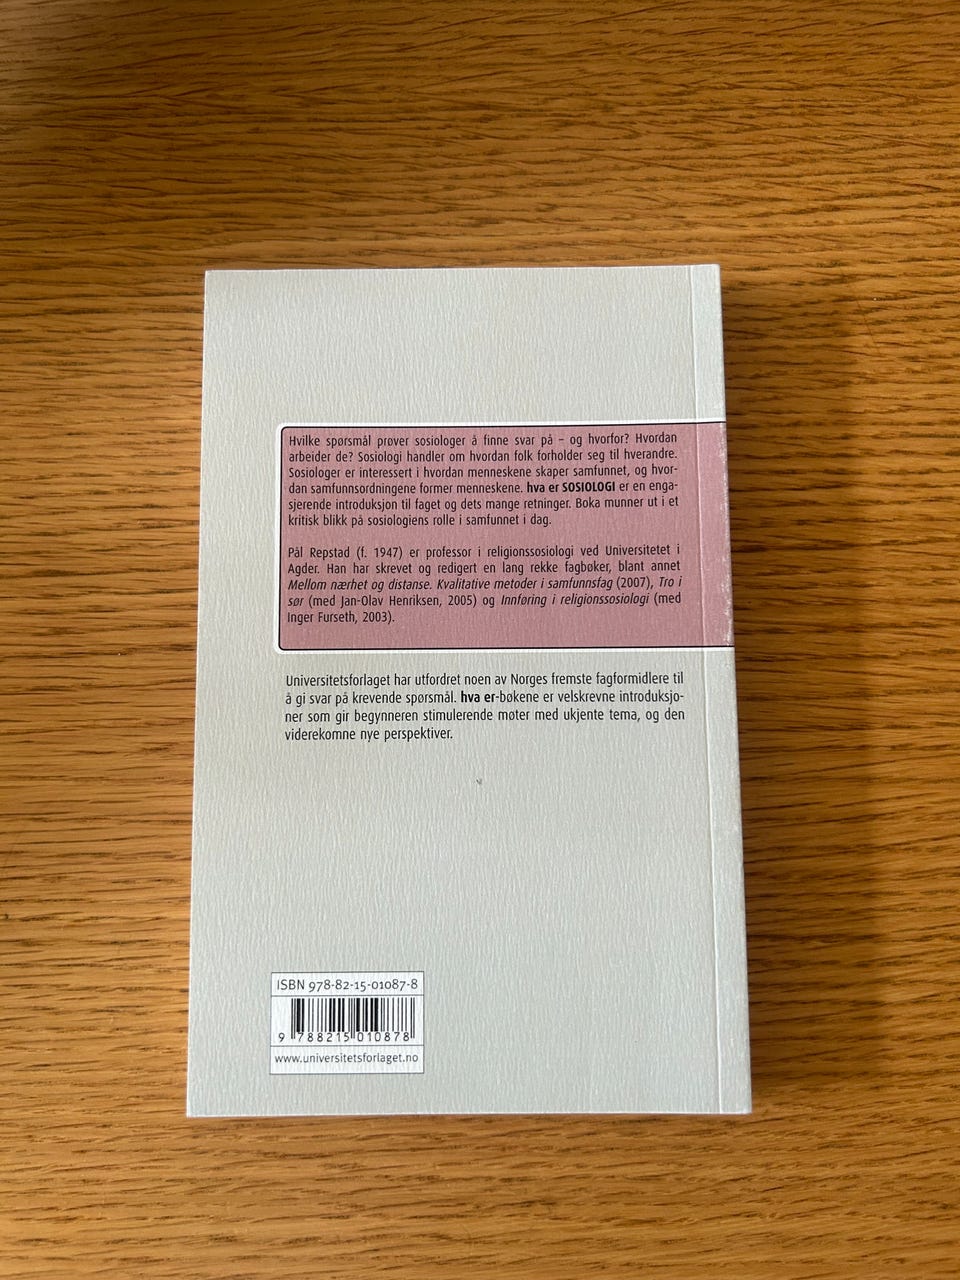 Hvilke spørsmål prøver sosiologer å finne svar på – og hvorfor? Hvordan
arbeider de? Sosiologi handler om hvordan folk forholder seg til hverandre.
Sosiologer er interessert i hvordan menneskene skaper samfunnet, og hvor-
dan samfunnsordningene former menneskene. hva er SOSIOLOGI er en enga-
sjerende introduksjon til faget og dets mange retninger. Boka munner ut i et
kritisk blikk på sosiologiens rolle i samfunnet i dag.
Pål Repstad (f. 1947) er professor i religionssosiologi ved Universitetet i
Agder. Han har skrevet og redigert en lang rekke fagbøker, blant annet
Mellom nærhet og distanse. Kvalitative metoder i samfunnsfag (2007), Tro i
sør (med Jan-Olav Henriksen, 2005) og Innføring i religionssosiologi (med
Inger Furseth, 2003).
Universitetsforlaget har utfordret noen av Norges fremste fagformidlere til
å gi svar på krevende spørsmål. hva er-bøkene er velskrevne introduksjo-
ner som gir begynneren stimulerende møter med ukjente tema, og den
viderekomne nye perspektiver.
ISBN 978-82-15-01087-8
9 788215 010878
www.universitetsforlaget.no